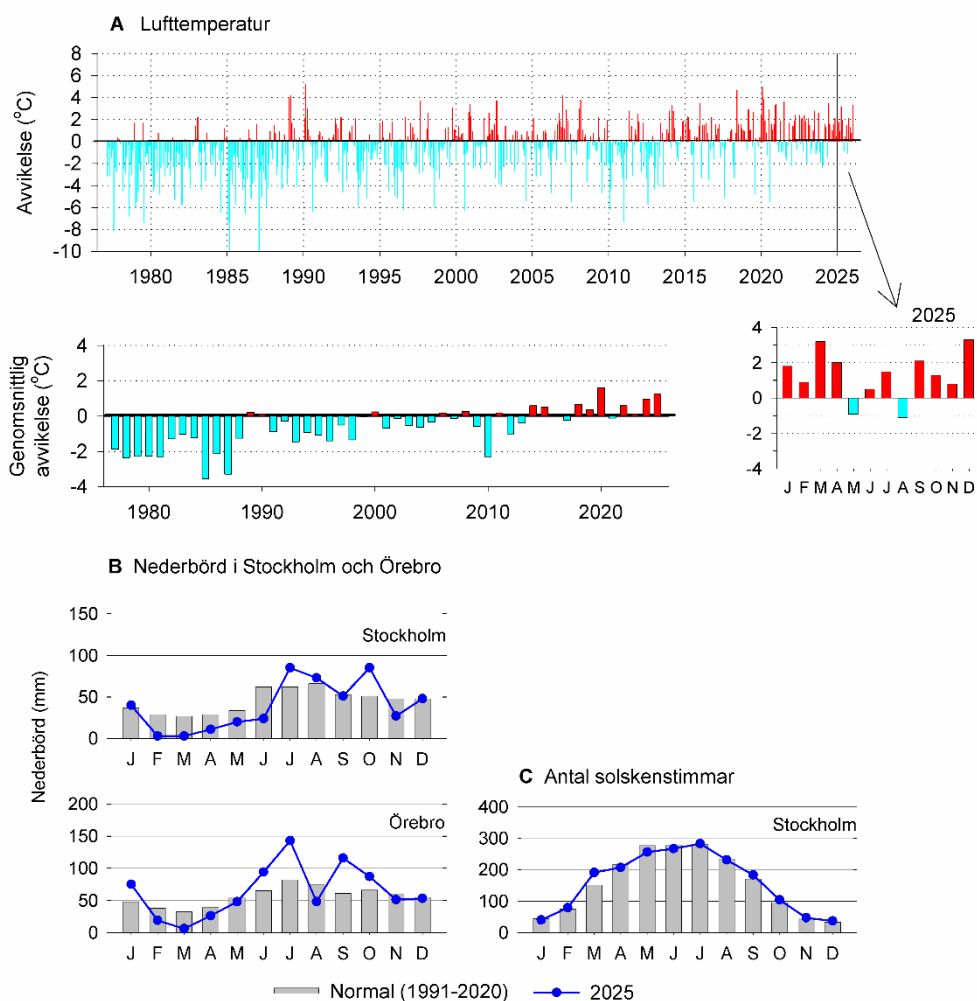 A Lufttemperatur
Avvikelse (°C)
8
6
4
2
0
-2
-4
-6
-8
-10
1980 1985 1990 1995 2000 2005 2010 2015 2020 2025
Genomsnittlig
avvikelse (°C)
4
2
0
-2
-4
1980 1990 2000 2010 2020
2025
4
2
0
-2
-4
J F M A M J J A S O N D
B Nederbörd i Stockholm och Örebro
Nederbörd (mm)
Stockholm
150
100
50
0
J F M A M J J A S O N D
Örebro
200
150
100
50
0
J F M A M J J A S O N D
C Antal solskenstimmar
Stockholm
400
300
200
100
0
J F M A M J J A S O N D
Normal (1991-2020) 2025